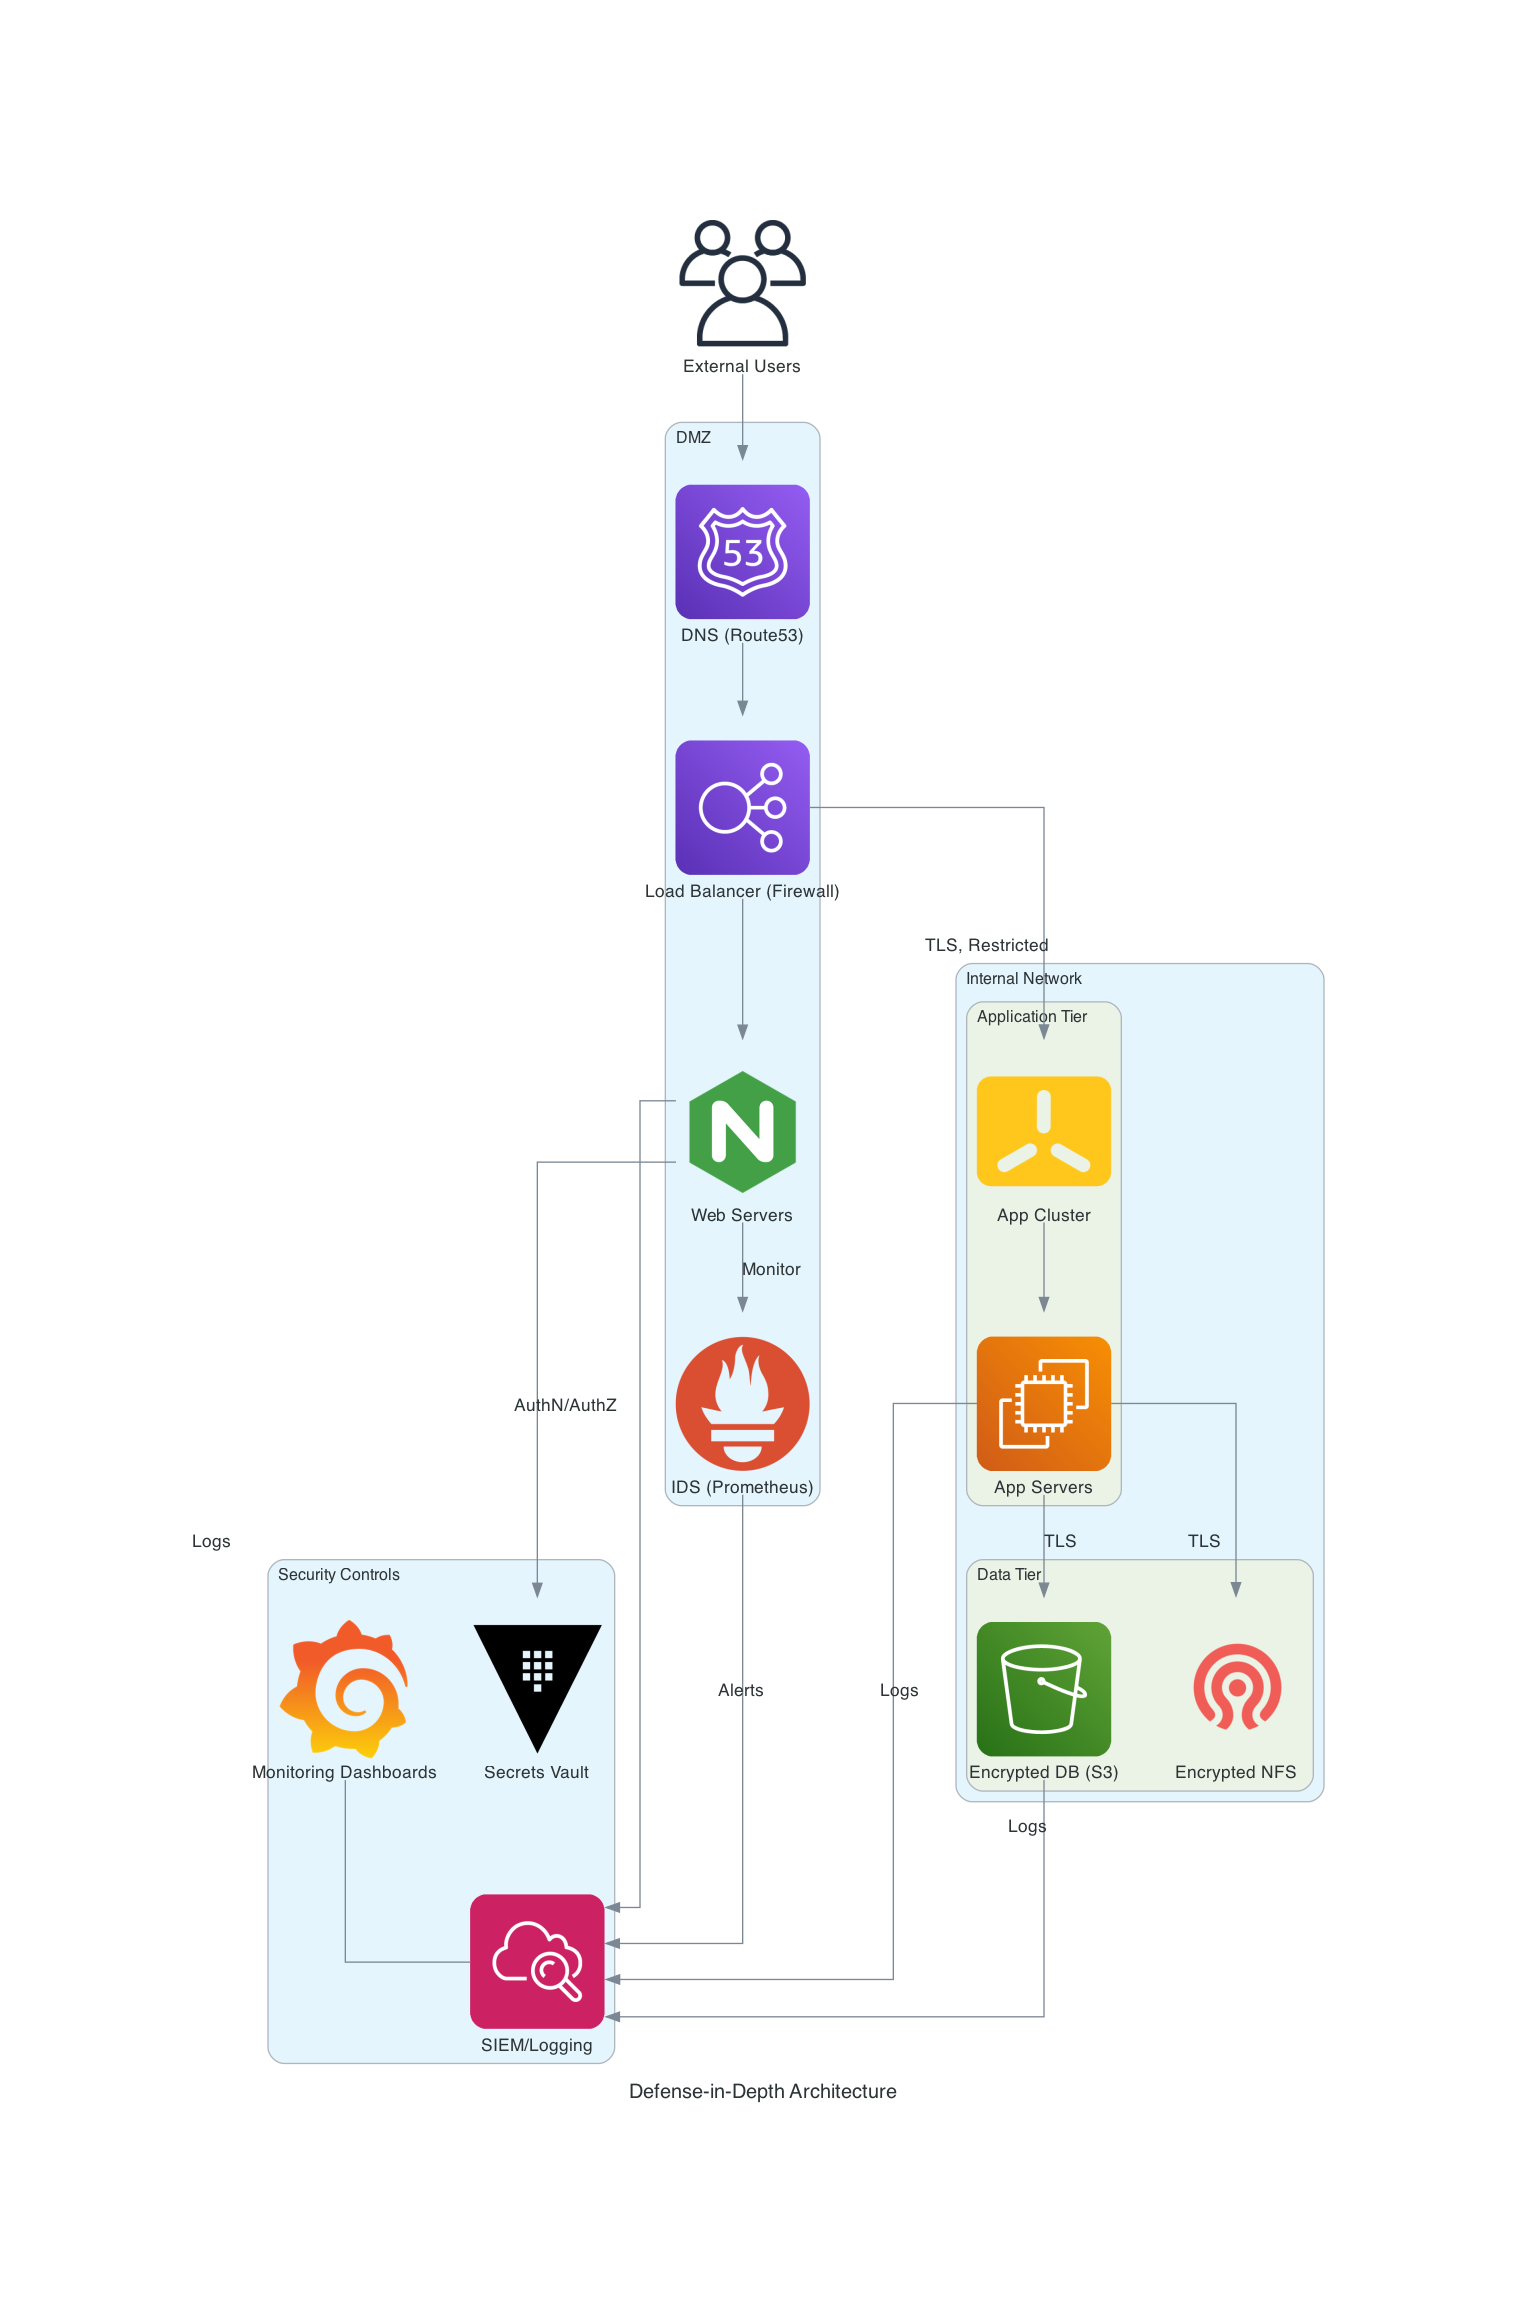 External Users
DMZ
53
DNS (Route53)
Load Balancer (Firewall)
TLS, Restricted
Internal Network
Application Tier
N
Web Servers
App Cluster
Monitor
AuthN/AuthZ
IDS (Prometheus)
App Servers
Logs
TLS
TLS
Security Controls
Data Tier
Alerts
Logs
Monitoring Dashboards
Secrets Vault
Encrypted DB (S3)
Encrypted NFS
Logs
SIEM/Logging
Defense-in-Depth Architecture